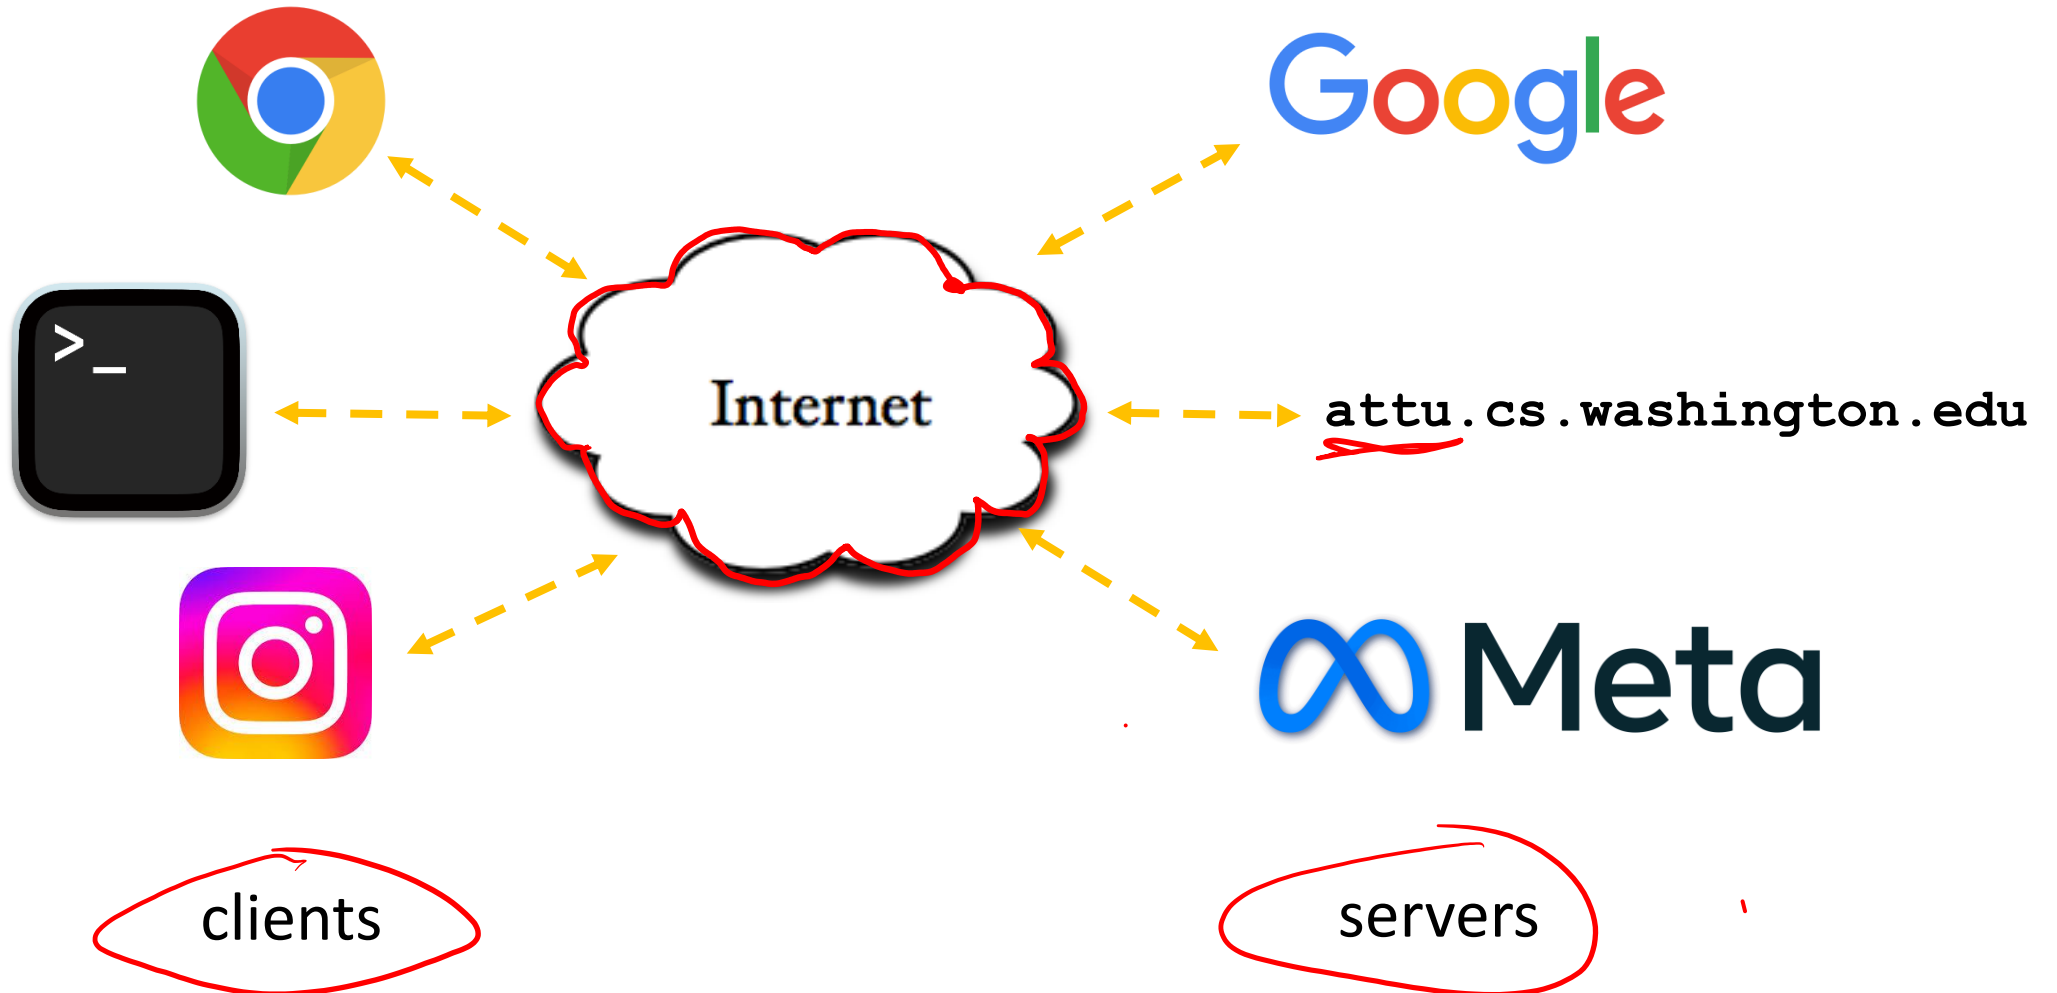 Google
>_
Internet
attu.cs.washington.edu
Meta
clients
servers